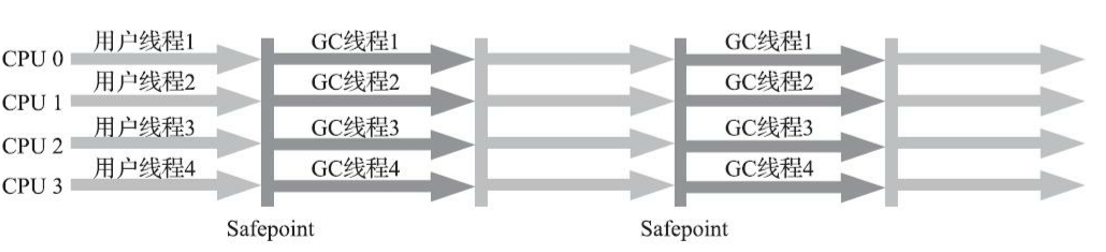 CPU 0 用户线程1 GC线程1 GC线程1
CPU 1 用户线程2 GC线程2 GC线程2
CPU 2 用户线程3 GC线程3 GC线程3
CPU 3 用户线程4 GC线程4 GC线程4
Safepoint Safepoint